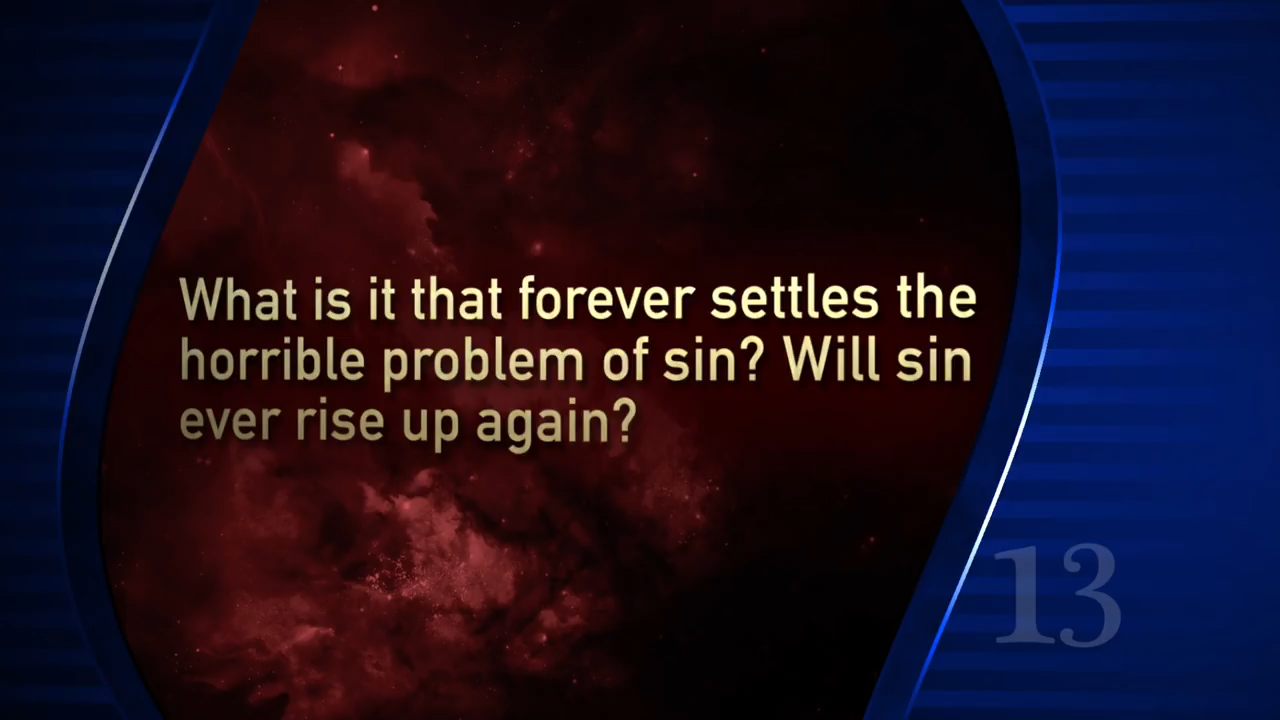 What is it that forever settles the
horrible problem of sin? Will sin
ever rise up again?
13